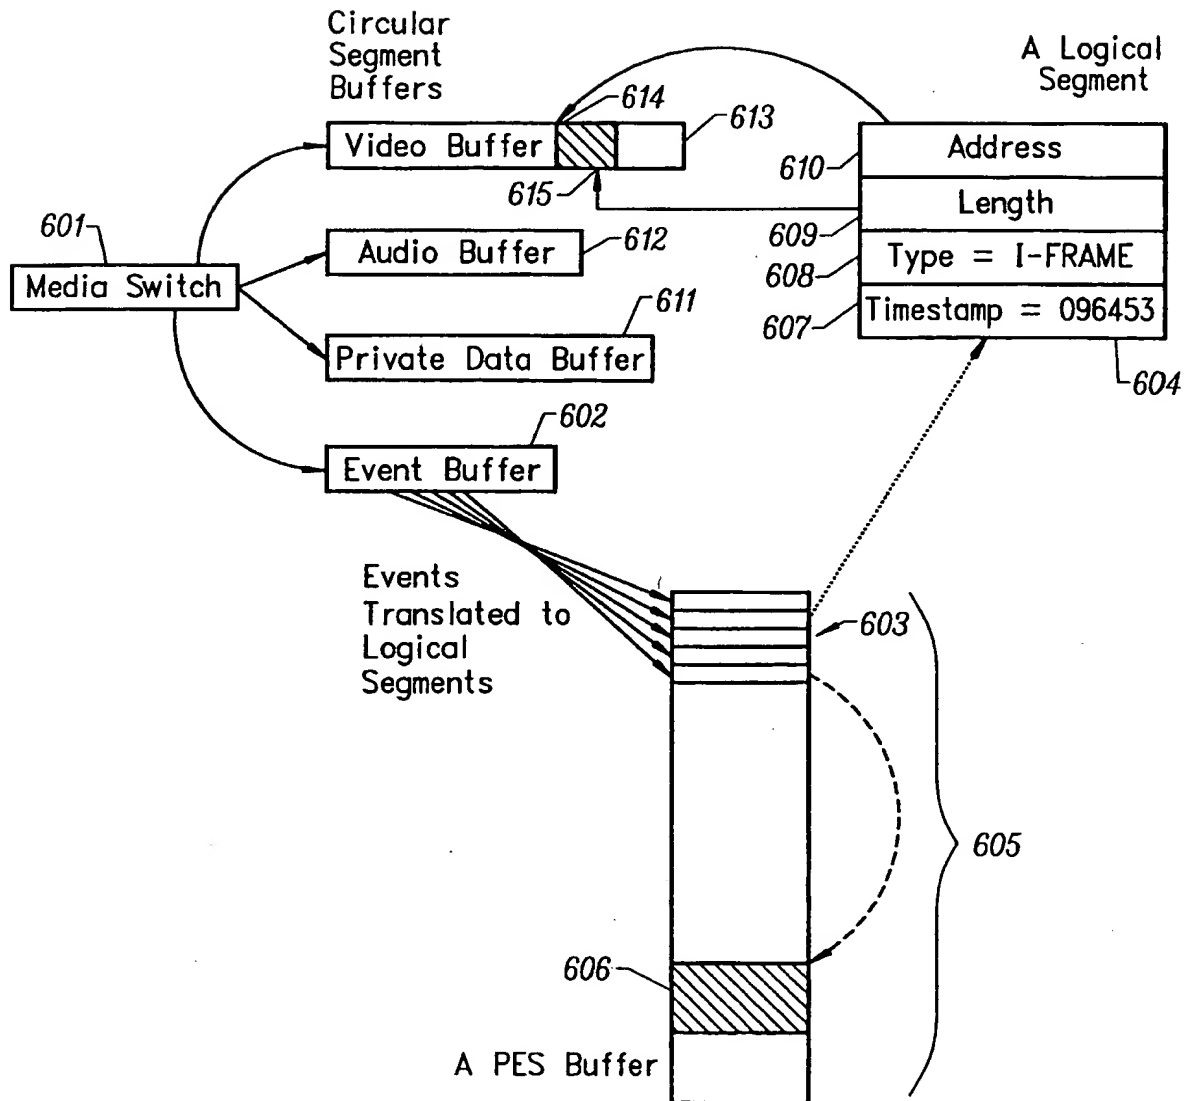 Circular
Segment
Buffers
A Logical
Segment
614
613
Video Buffer
615
610
Address
609
Length
608
Type = I-FRAME
607
Timestamp = 096453
604
601
Media Switch
Audio Buffer
612
611
Private Data Buffer
602
Event Buffer
Events
Translated to
Logical
Segments
603
605
606
A PES Buffer